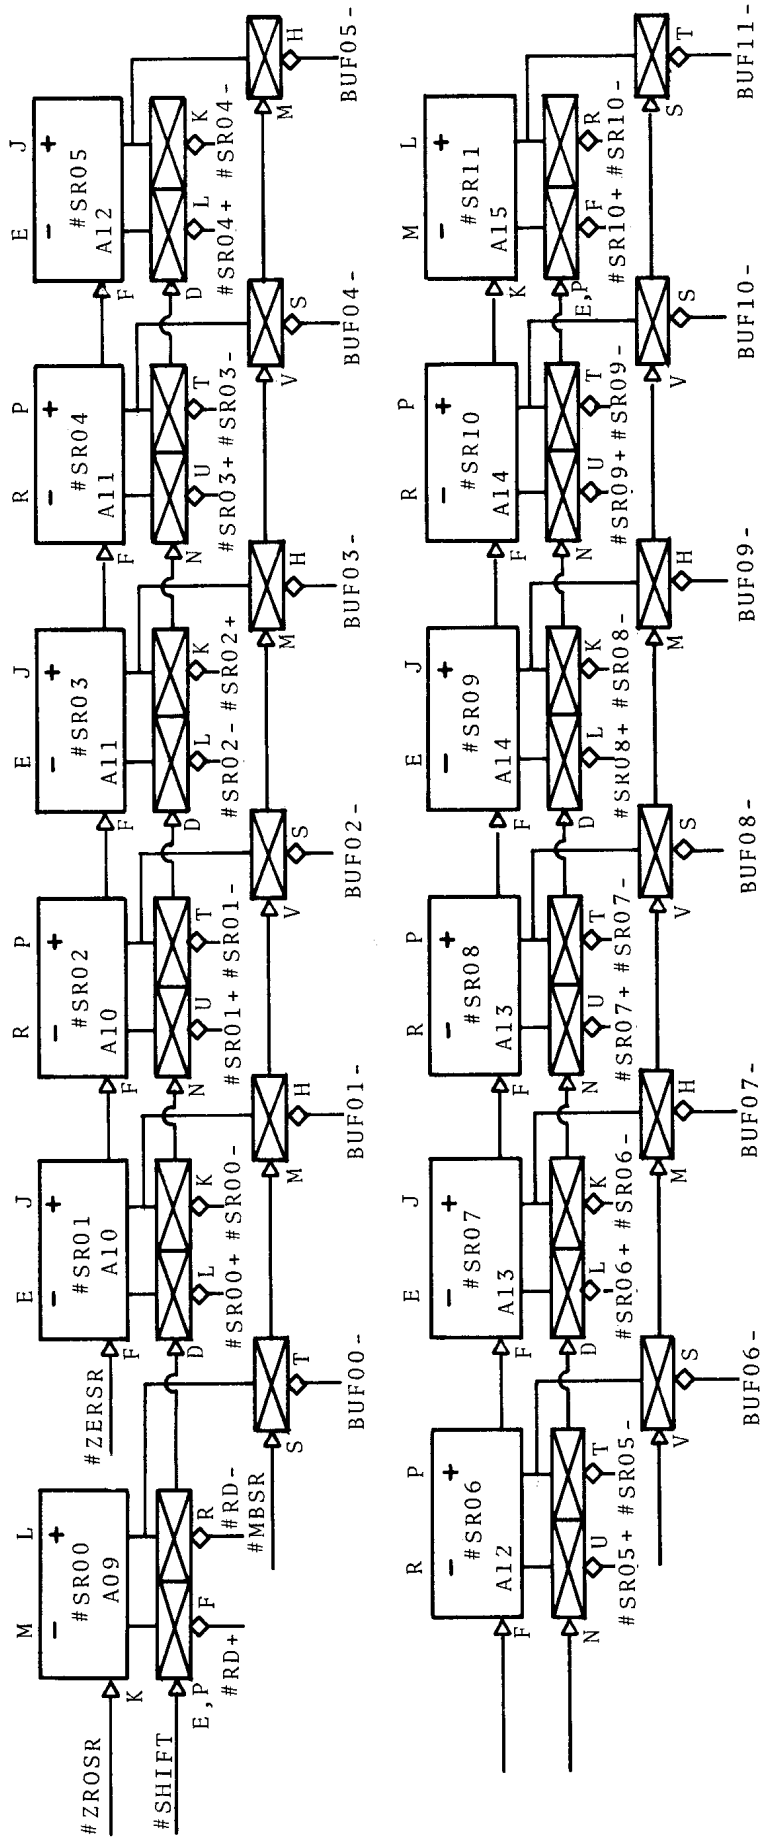 M L E J R P E J R P E J
− + − + − + − + − + − +
#SR00 #SR01 #SR02 #SR03 #SR04 #SR05
A09 A10 A10 A11 A11 A12
#ZROSR #ZERSR
K F F F F F
#SHIFT
E,P F R D L K N U T D L K N U T D L K
#RD+ #RD- #SR00+ #SR00- #SR01+ #SR01- #SR02- #SR02+ #SR03+ #SR03- #SR04+ #SR04-
#MBSR
S T M H V S M H V S M H
BUF00- BUF01- BUF02- BUF03- BUF04- BUF05-
R P E J R P E J R P M L
− + − + − + − + − + − +
#SR06 #SR07 #SR08 #SR09 #SR10 #SR11
A12 A13 A13 A14 A14 A15
F F F F F K
N U T D L K N U T D L K N U T E,P F R
#SR05+ #SR05- #SR06+ #SR06- #SR07+ #SR07- #SR08+ #SR08- #SR09+ #SR09- #SR10+ #SR10-
V S M H V S M H V S S T
BUF06- BUF07- BUF08- BUF09- BUF10- BUF11-